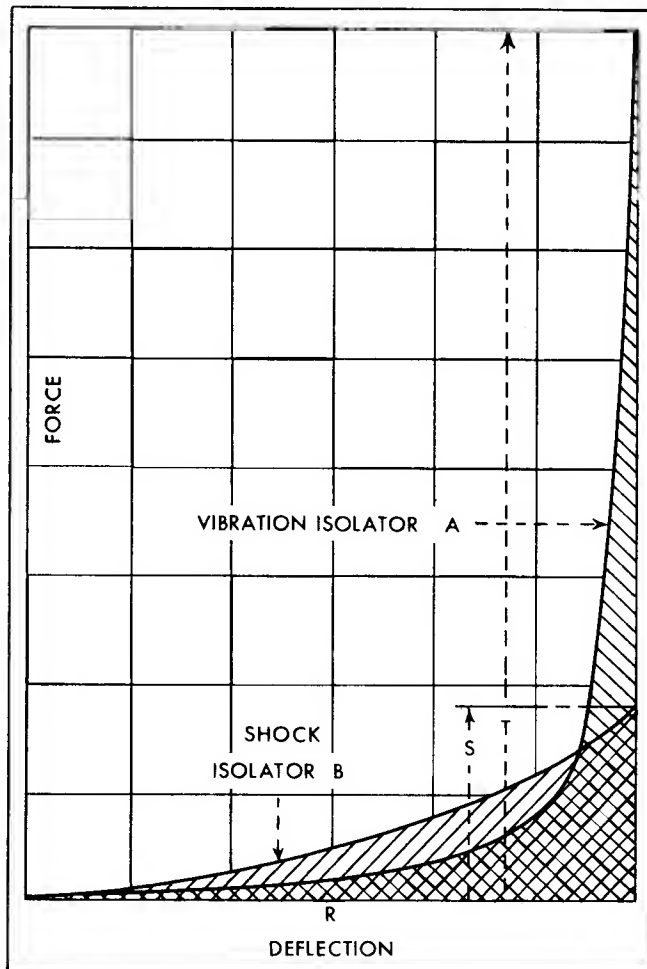 FORCE
VIBRATION ISOLATOR A
SHOCK
ISOLATOR B
S
T
R
DEFLECTION